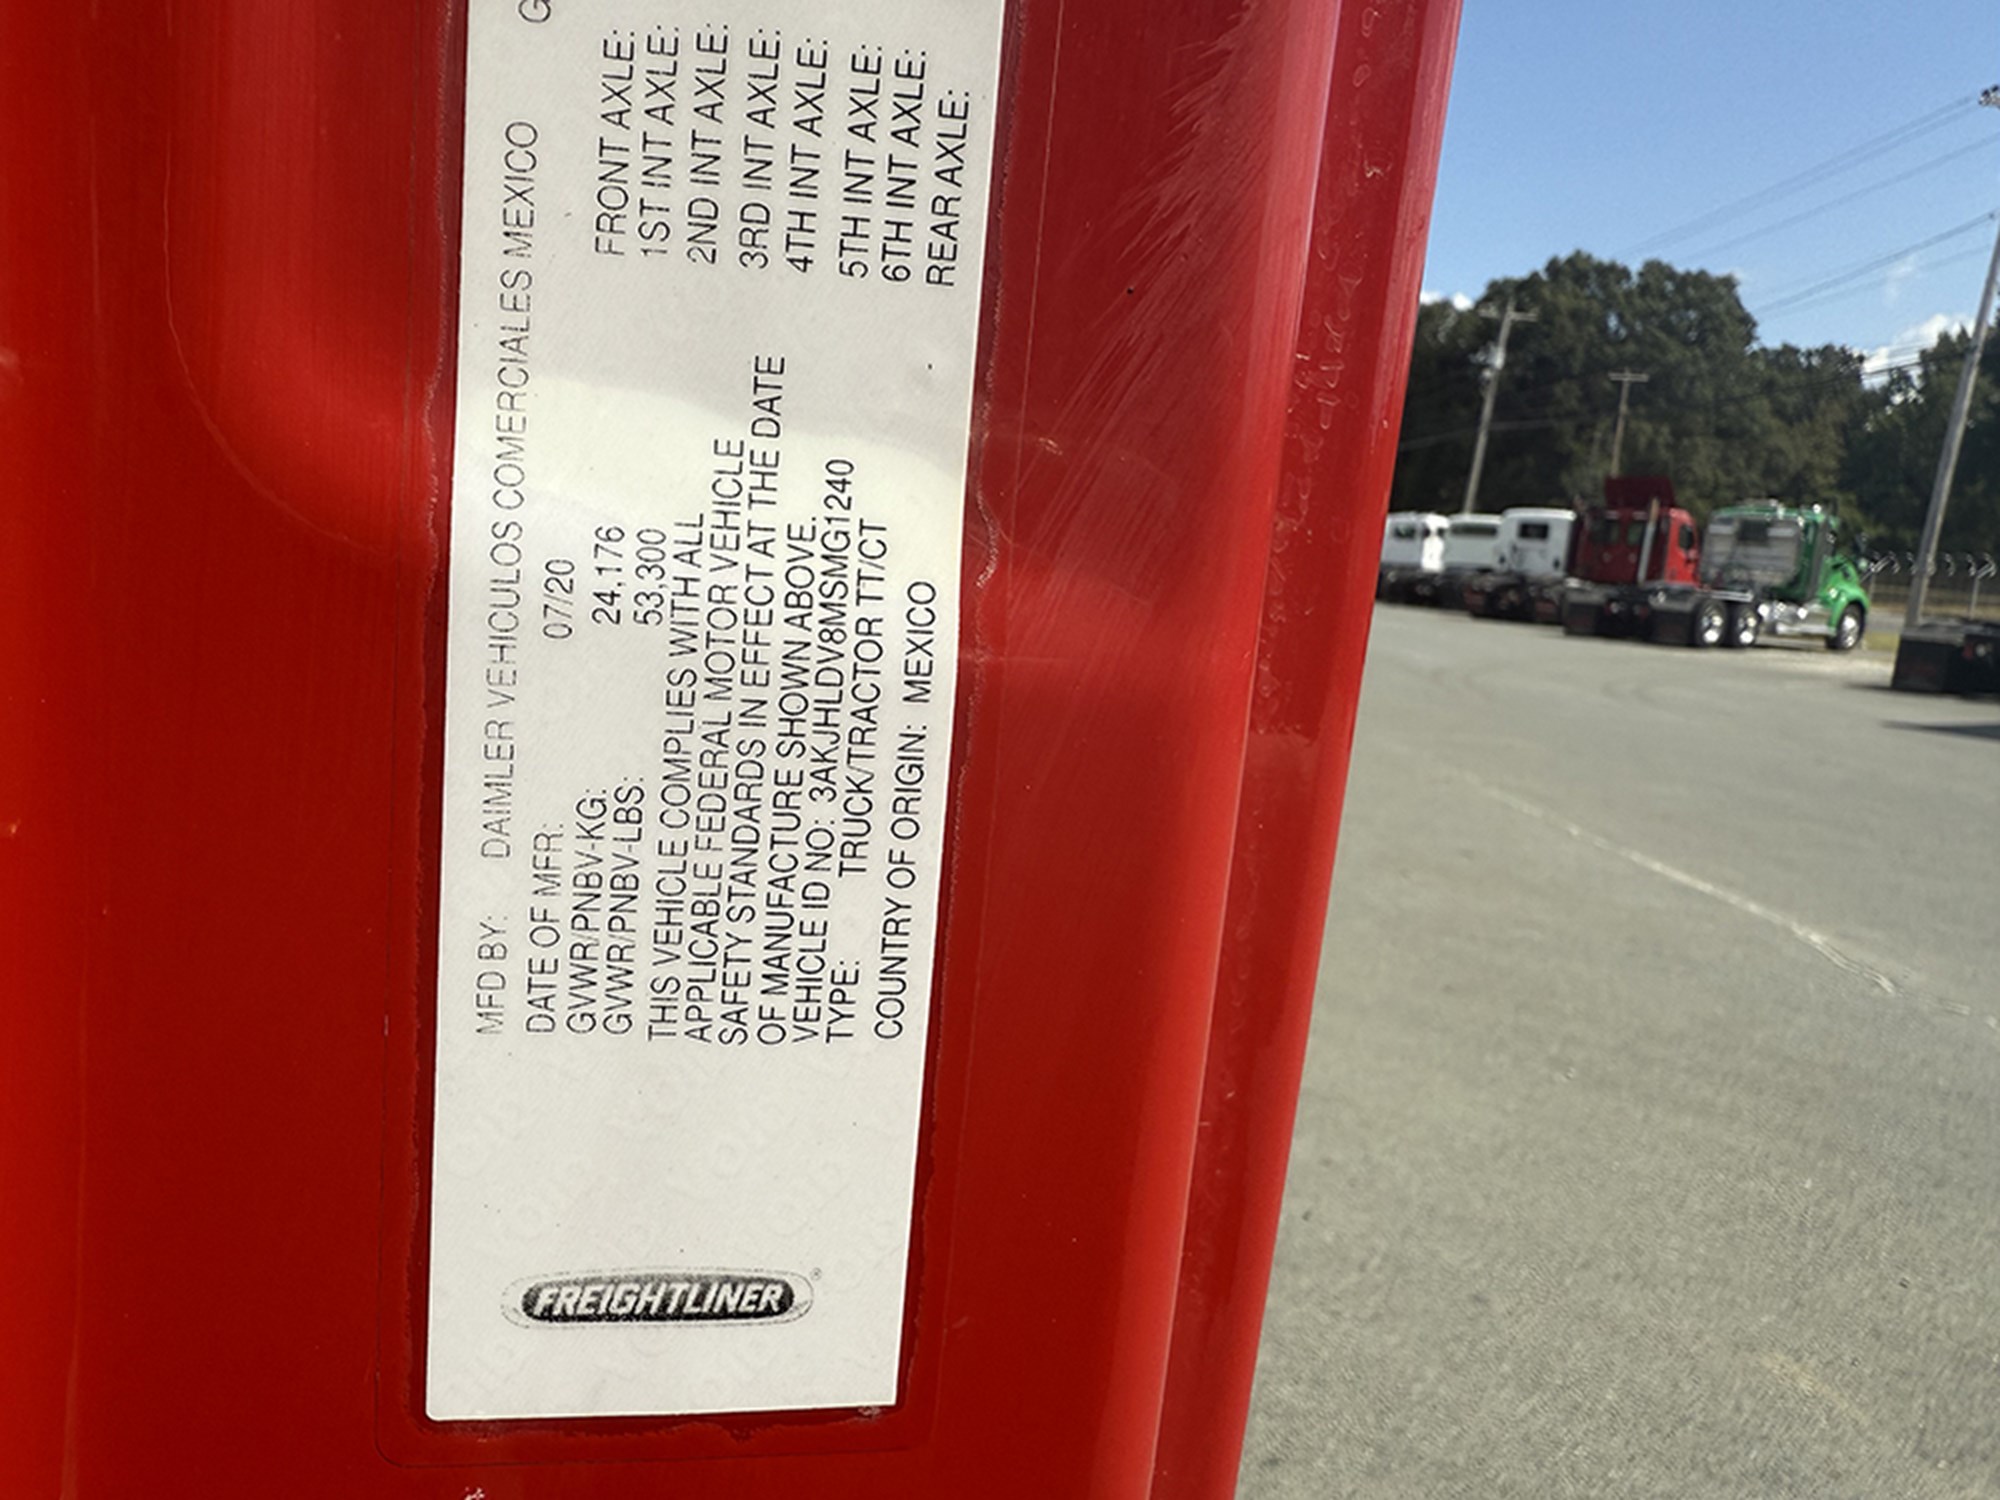 MFD BY: DAIMLER VEHICULOS COMERCIALES MEXICO
DATE OF MFR: 07/20
GVWR/PNBV-KG: 24,176
GVWR/PNBV-LBS: 53,300
THIS VEHICLE COMPLIES WITH ALL
APPLICABLE FEDERAL MOTOR VEHICLE
SAFETY STANDARDS IN EFFECT AT THE DATE
OF MANUFACTURE SHOWN ABOVE.
VEHICLE ID NO: 3AKJHLDV8MSMG1240
TYPE: TRUCK/TRACTOR TT/CT
COUNTRY OF ORIGIN: MEXICO
G
FRONT AXLE:
1ST INT AXLE:
2ND INT AXLE:
3RD INT AXLE:
4TH INT AXLE:
5TH INT AXLE:
6TH INT AXLE:
REAR AXLE:
FREIGHTLINER®